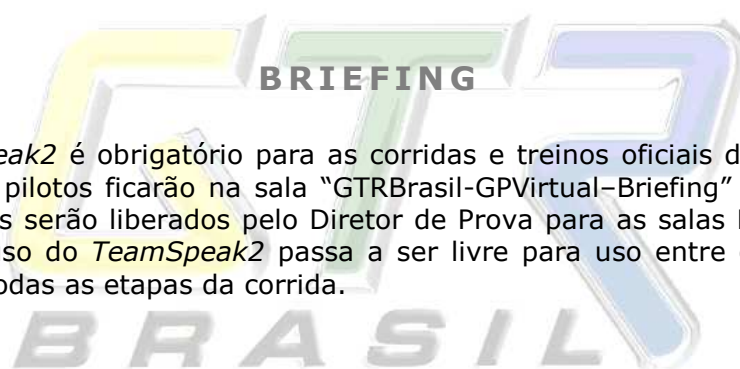 BRIEFING
eak2 é obrigatório para as corridas e treinos oficiais d
pilotos ficarão na sala “GTRBrasil-GPVirtual–Briefing”
s serão liberados pelo Diretor de Prova para as salas
so do TeamSpeak2 passa a ser livre para uso entre
odas as etapas da corrida.
GTR
BRASIL